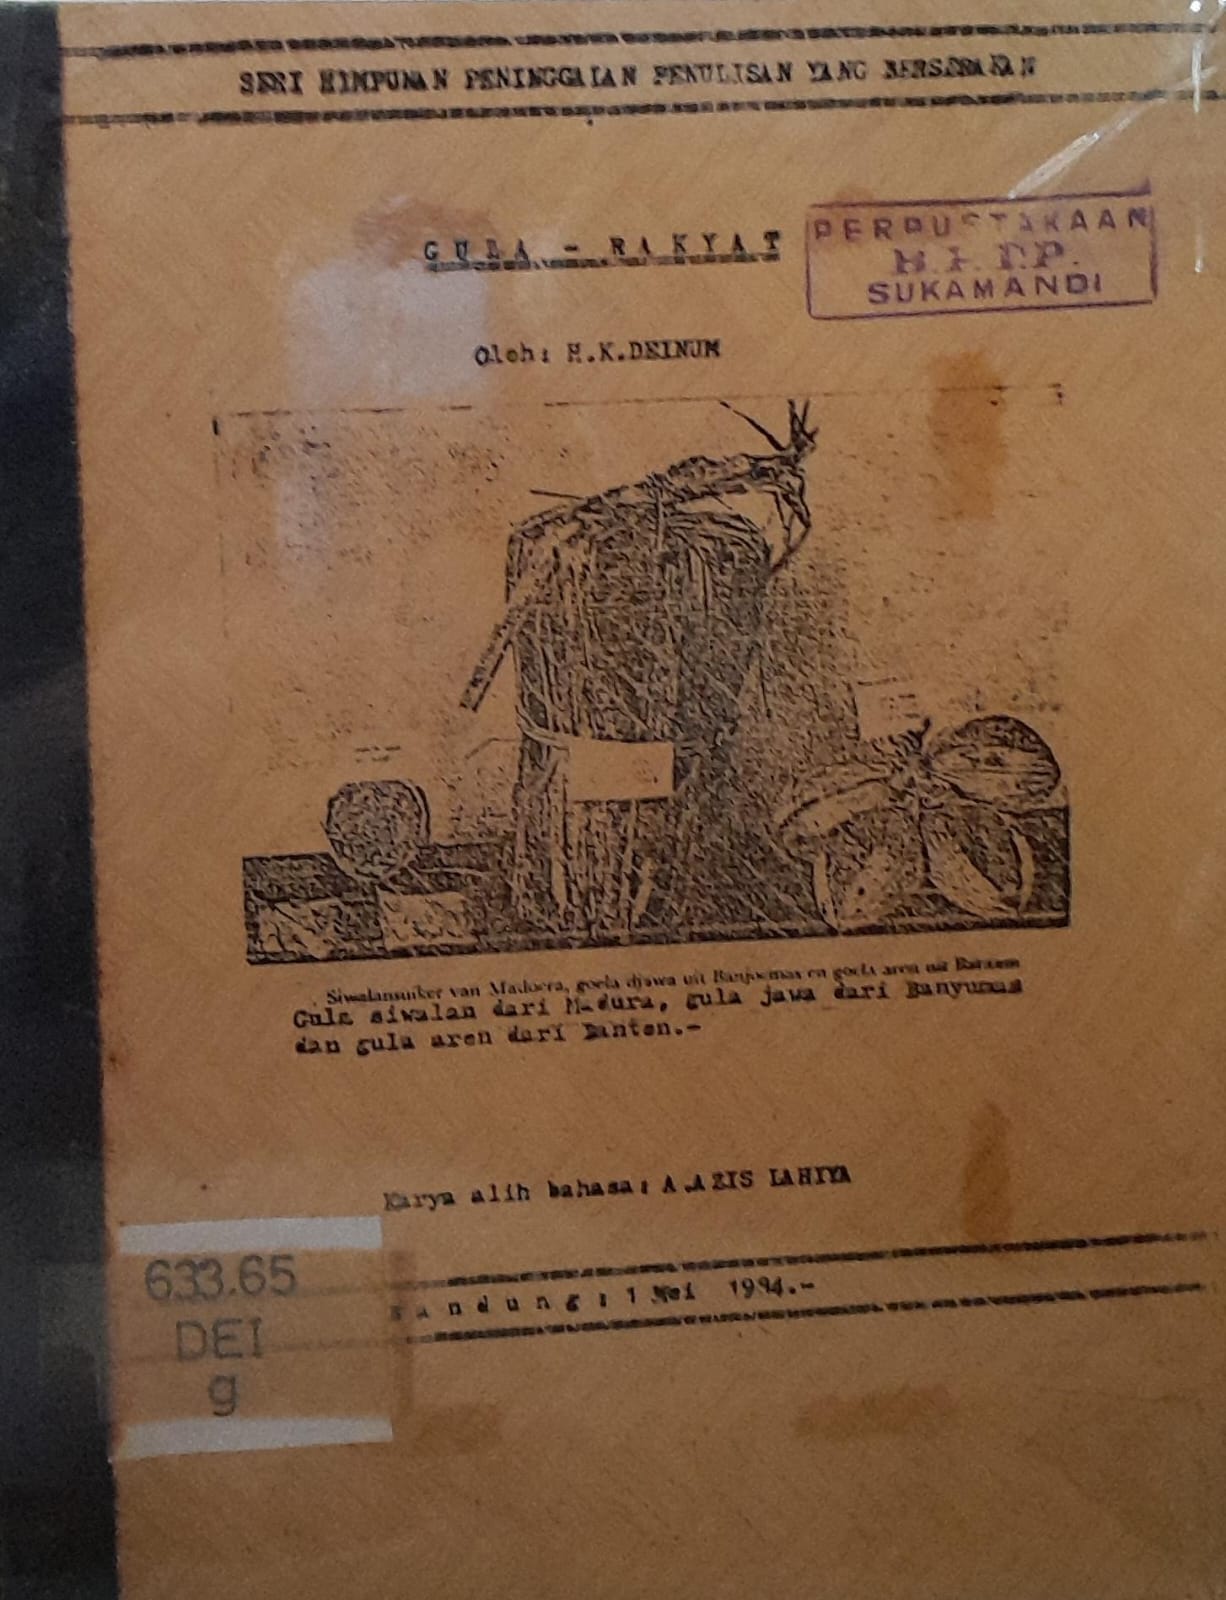 SERI HIMPUNAN PENINGGALAN PENULISAN YANG BERSERAKAN
GULA - RAKYAT
PERPUSTAKAAN
SUKAMANDI
Oleh: H.K.DEINUM
Siwalansuiker van Madoera, goela djawa uit Banjoemas en goela aren uit Bantam
Gula siwalan dari Madura, gula jawa dari Banyumas
dan gula aren dari Banten.-
Karya alih bahasa: A.AZIS LAHIYA
633.65
DEI
g
Bandung: 1 Mei 1994.-